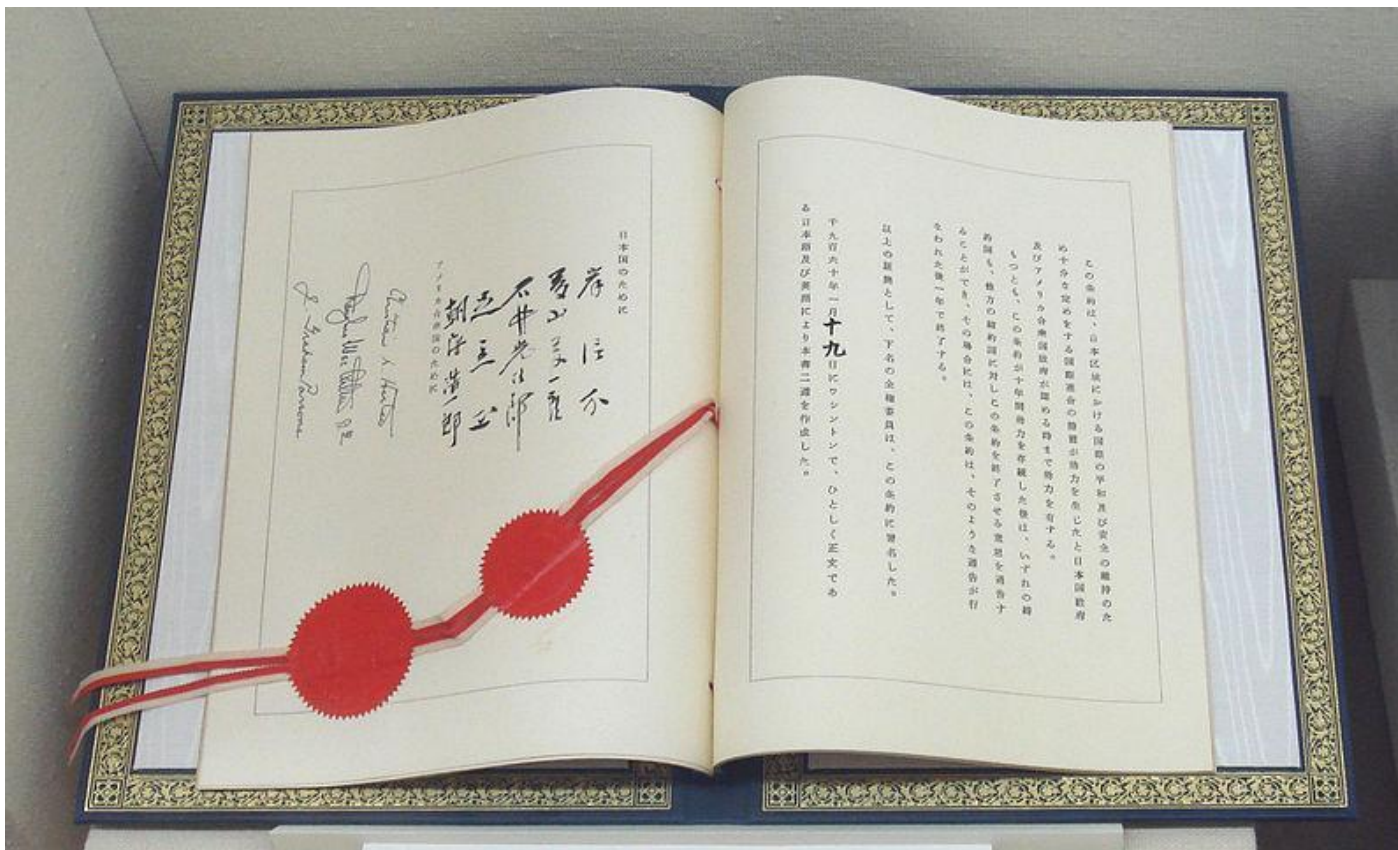 この条約は、日本区域における国際の平和及び安全の維持のた
め十分な定めをする国際連合の措置が効力を生じたと日本国政府
及びアメリカ合衆国政府が認める時まで効力を有する。
もつとも、この条約が十年間効力を存続した後は、いずれの締
約国も、他方の締約国に対しこの条約を終了させる意思を通告す
ることができ、その場合には、この条約は、そのような通告が行
なわれた後一年で終了する。
以上の証拠として、下名の全権委員は、この条約に署名した。
千九百六十年一月十九日にワシントンで、ひとしく正文であ
る日本語及び英語により本書二通を作成した。
日本国のために
岸信介
藤山愛一郎
石井光次郎
足立正
朝海浩一郎
アメリカ合衆国のために
Christian A Herter
Douglas MacArthur 2nd
J. Graham Parsons